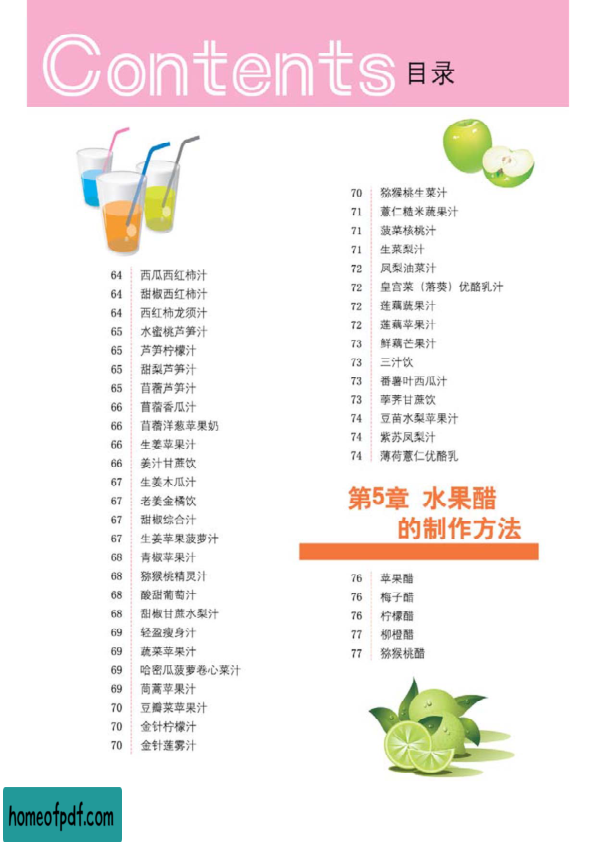 Contents 目录
64 西瓜西红柿汁
64 甜椒西红柿汁
64 西红柿龙须汁
65 水蜜桃芦笋汁
65 芦笋柠檬汁
65 甜梨芦笋汁
65 苜蓿芦笋汁
66 苜蓿香瓜汁
66 苜蓿洋葱苹果奶
66 生姜苹果汁
66 姜汁甘蔗饮
67 生姜木瓜汁
67 老姜金橘饮
67 甜椒综合汁
67 生姜苹果菠萝汁
68 青椒苹果汁
68 猕猴桃精灵汁
68 酸甜葡萄汁
68 甜椒甘蔗水梨汁
69 轻盈瘦身汁
69 蔬菜苹果汁
69 哈密瓜菠萝卷心菜汁
69 茼蒿苹果汁
70 豆瓣菜苹果汁
70 金针柠檬汁
70 金针莲雾汁
70 猕猴桃生菜汁
71 薏仁糙米蔬果汁
71 菠菜核桃汁
71 生菜梨汁
72 凤梨油菜汁
72 皇宫菜（落葵）优酪乳汁
72 莲藕蔬果汁
72 莲藕苹果汁
73 鲜藕芒果汁
73 三汁饮
73 番薯叶西瓜汁
73 荸荠甘蔗饮
74 豆苗水梨苹果汁
74 紫苏凤梨汁
74 薄荷薏仁优酪乳
第5章 水果醋
的制作方法
76 苹果醋
76 梅子醋
76 柠檬醋
77 柳橙醋
77 猕猴桃醋
homeofpdf.com